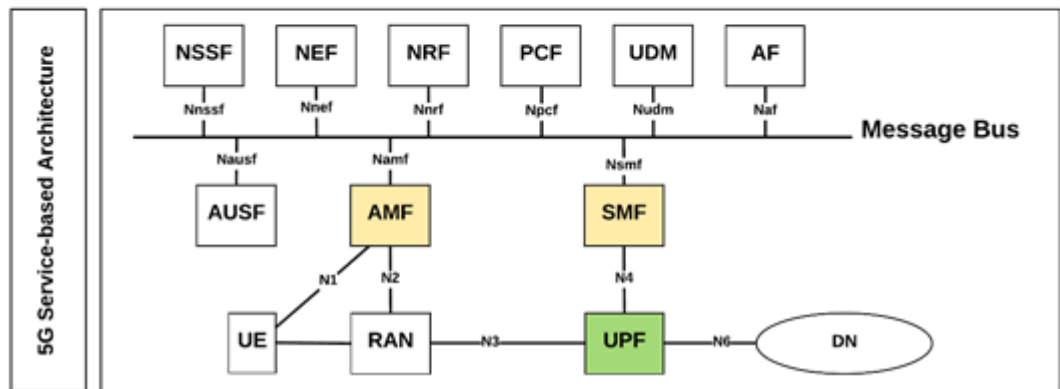 5G Service-based Architecture
NSSF NEF NRF PCF UDM AF
Nnssf Nnef Nnrf Npcf Nudm Naf
Message Bus
Nausf Namf Nsmf
AUSF AMF SMF
N1 N2 N4
UE RAN N3 UPF N6 DN